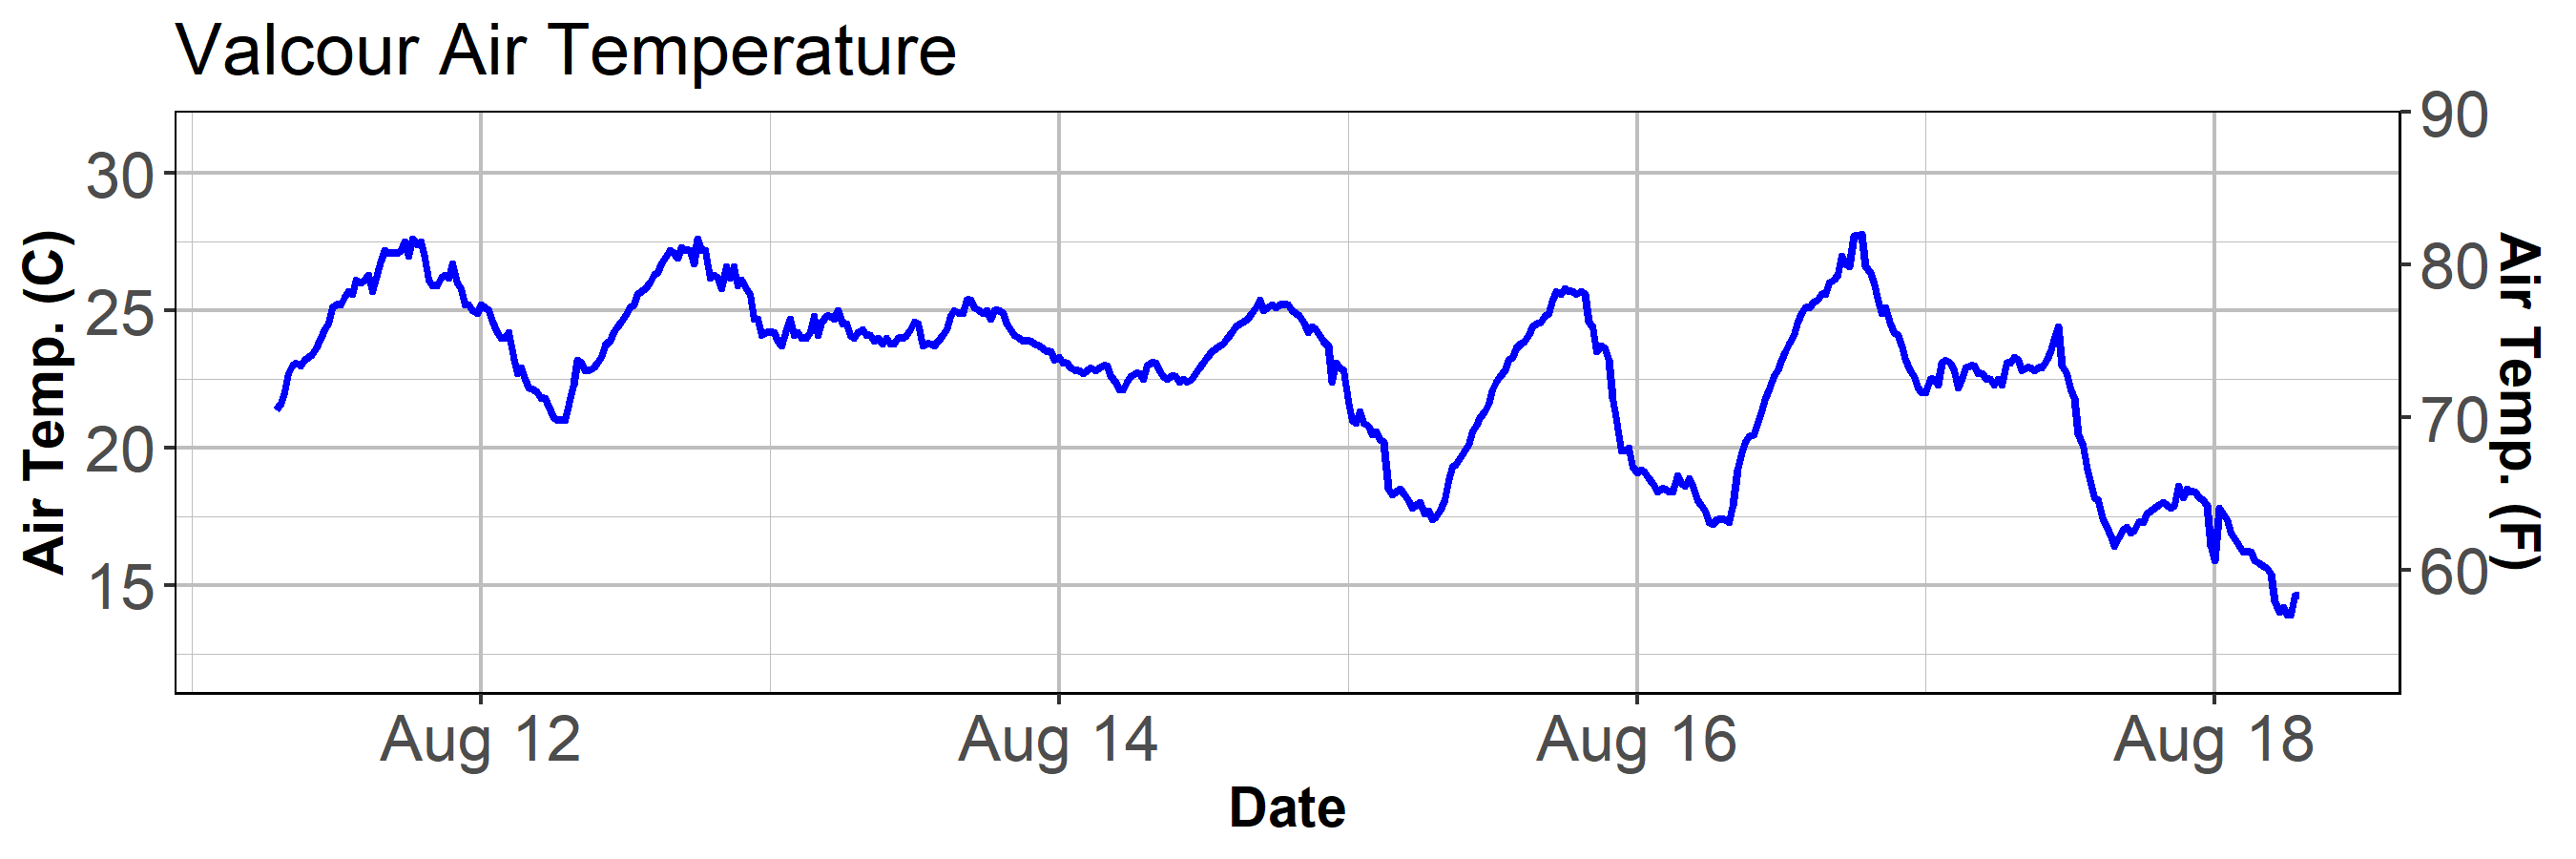 Valcour Air Temperature
Air Temp. (C)
30
25
20
15
90
80
70
60
Air Temp. (F)
Aug 12
Aug 14
Aug 16
Aug 18
Date